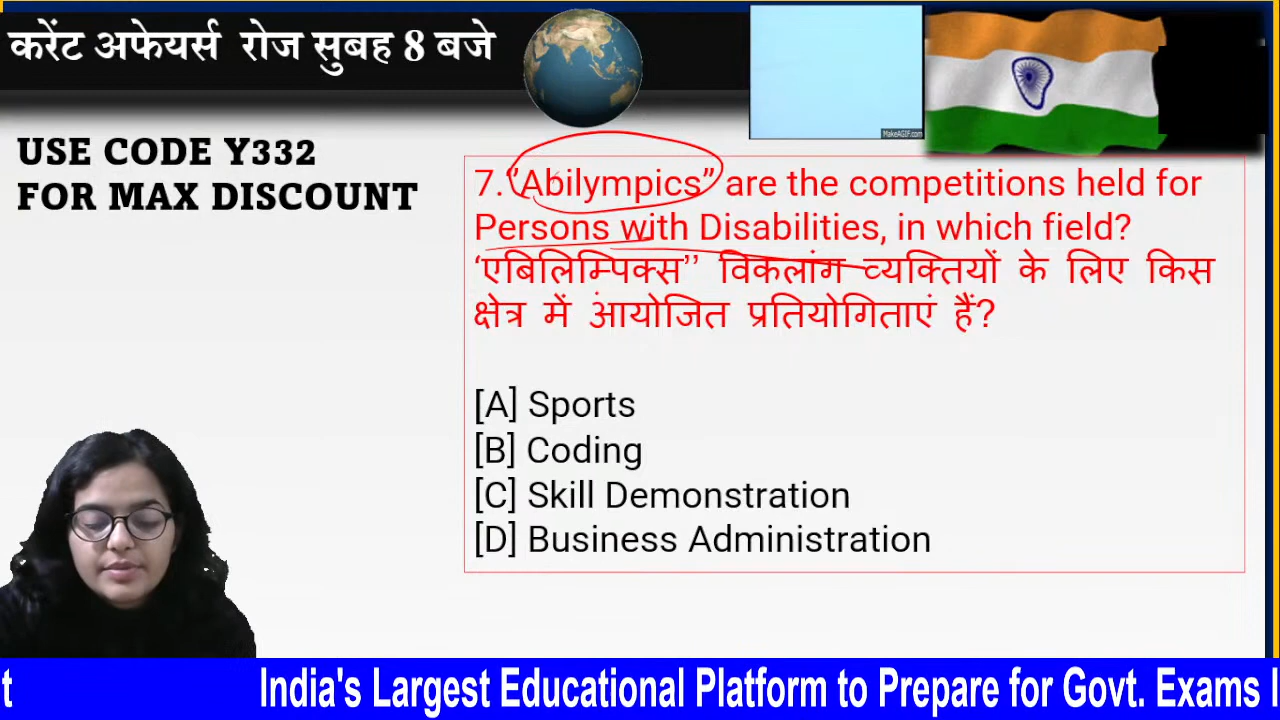 करेंट अफेयर्स रोज सुबह 8 बजे
MakeAGIF.com
USE CODE Y332
FOR MAX DISCOUNT
7.‘’Abilympics” are the competitions held for
Persons with Disabilities, in which field?
‘एबिलिम्पिक्स’’ विकलांग व्यक्तियों के लिए किस
क्षेत्र में आयोजित प्रतियोगिताएं हैं?
[A] Sports
[B] Coding
[C] Skill Demonstration
[D] Business Administration
t India's Largest Educational Platform to Prepare for Govt. Exams I